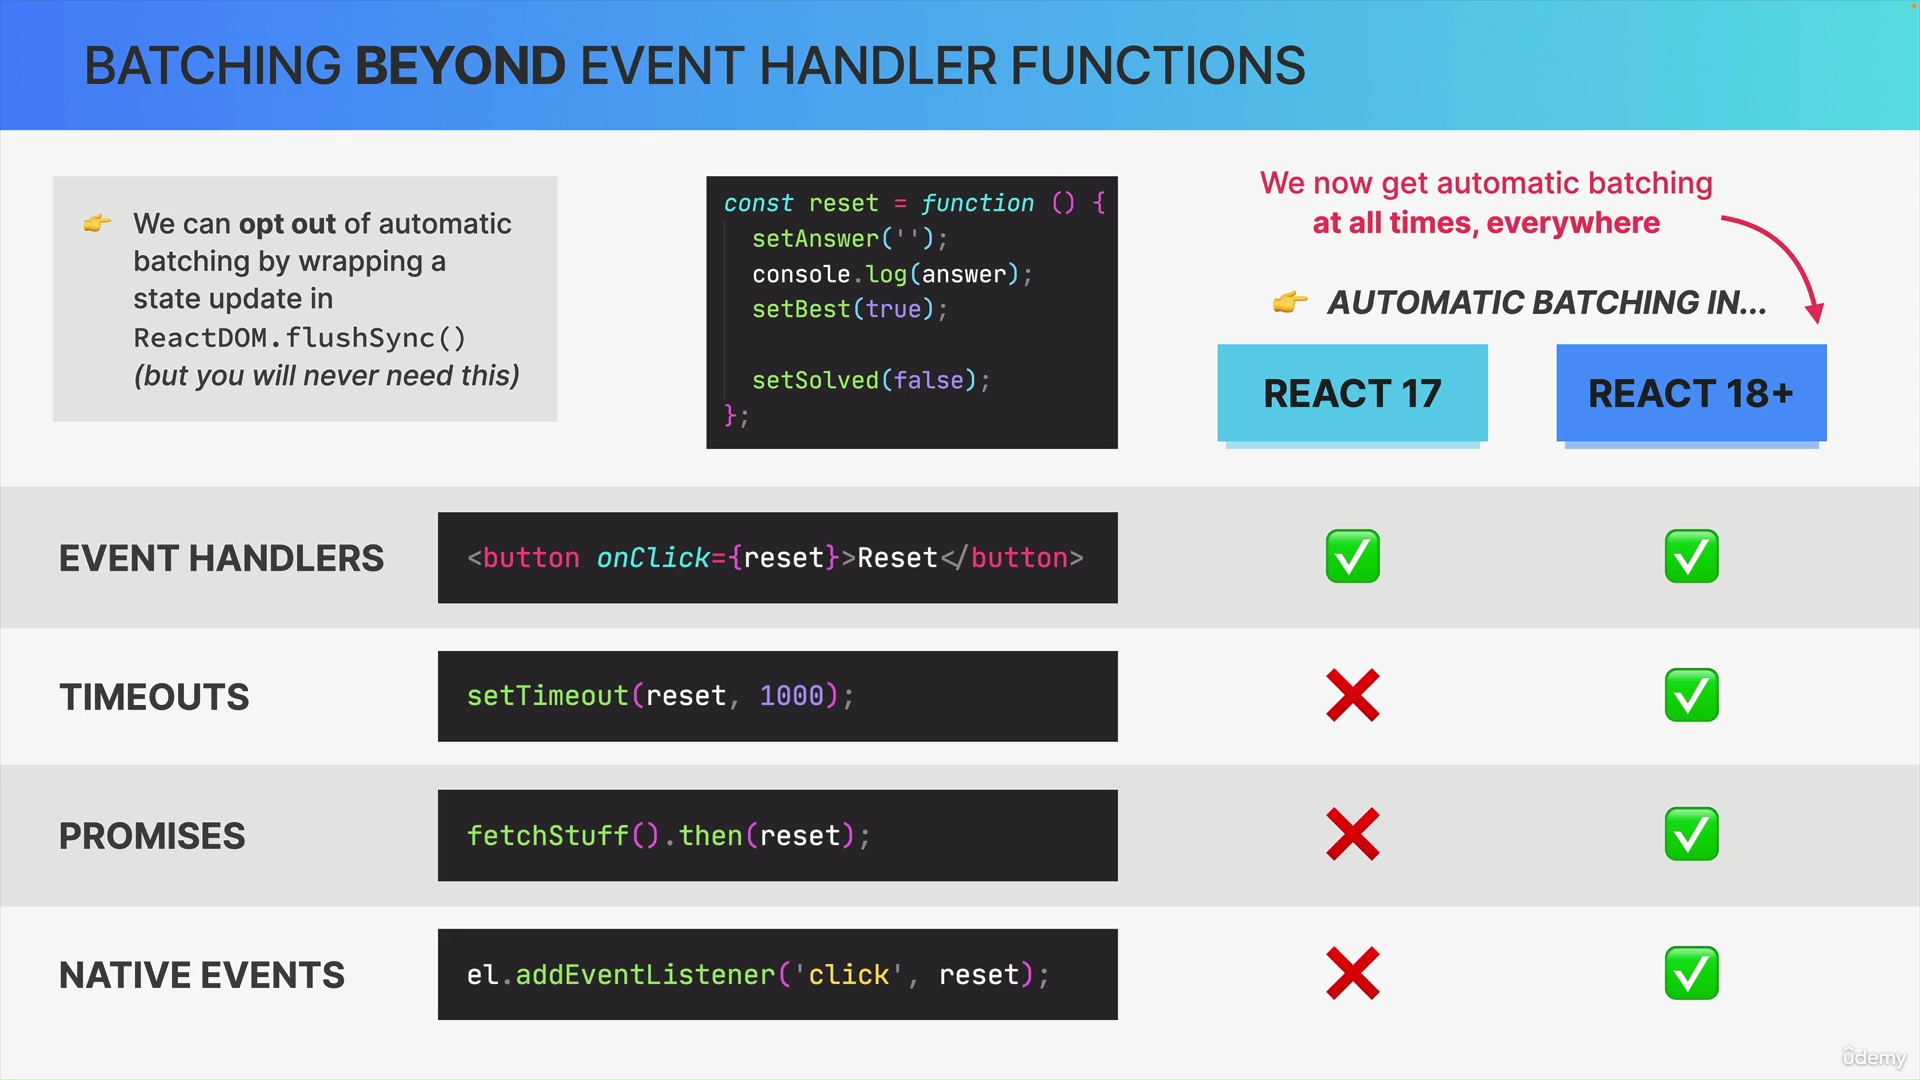 BATCHING BEYOND EVENT HANDLER FUNCTIONS
👉 We can opt out of automatic
batching by wrapping a
state update in
ReactDOM.flushSync()
(but you will never need this)
const reset = function () {
  setAnswer('');
  console.log(answer);
  setBest(true);
  setSolved(false);
};
We now get automatic batching
at all times, everywhere
👉 AUTOMATIC BATCHING IN...
REACT 17
REACT 18+
EVENT HANDLERS
<button onClick={reset}>Reset</button>
TIMEOUTS
setTimeout(reset, 1000);
PROMISES
fetchStuff().then(reset);
NATIVE EVENTS
el.addEventListener('click', reset);
ûdemy